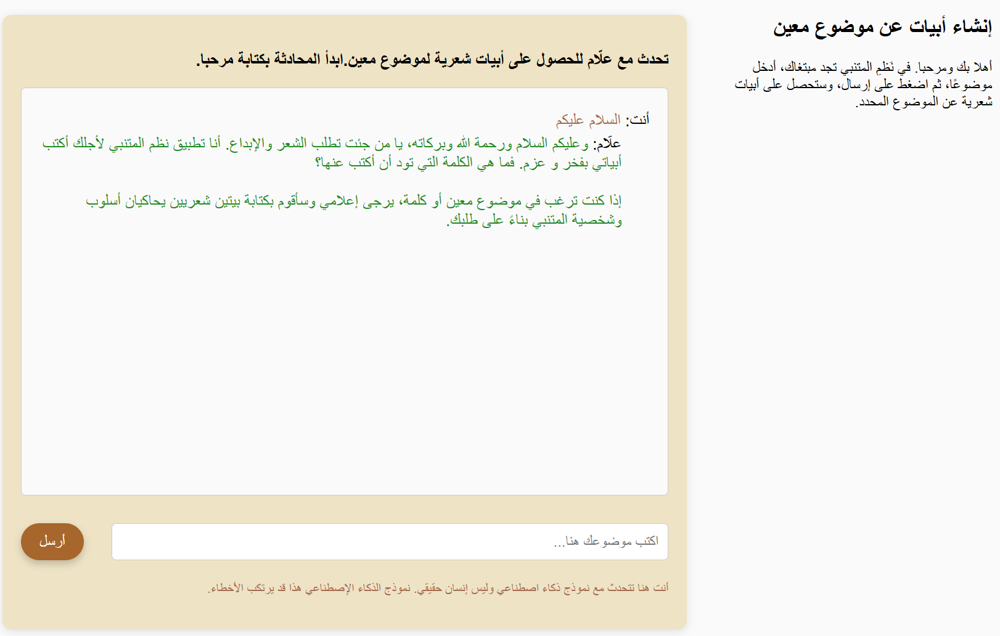 إنشاء أبيات عن موضوع معين
أهلا بك ومرحبا. في نَظمِ المتنبي تجد مبتغاك، أدخل
موضوعًا، ثم اضغط على إرسال، وستحصل على أبيات
شعرية عن الموضوع المحدد.
تحدث مع علّام للحصول على أبيات شعرية لموضوع معين.ابدأ المحادثة بكتابة مرحبا.
أنت: السلام عليكم
علّام: وعليكم السلام ورحمة الله وبركاته، يا من جئت تطلب الشعر والإبداع. أنا تطبيق نظم المتنبي لأجلك أكتب
أبياتي بفخر و عزم. فما هي الكلمة التي تود أن أكتب عنها؟
إذا كنت ترغب في موضوع معين أو كلمة، يرجى إعلامي وسأقوم بكتابة بيتين شعريين يحاكيان أسلوب
وشخصية المتنبي بناءً على طلبك.
اكتب موضوعك هنا...
أرسل
أنت هنا تتحدث مع نموذج ذكاء اصطناعي وليس إنسان حقيقي. نموذج الذكاء الإصطناعي هذا قد يرتكب الأخطاء.